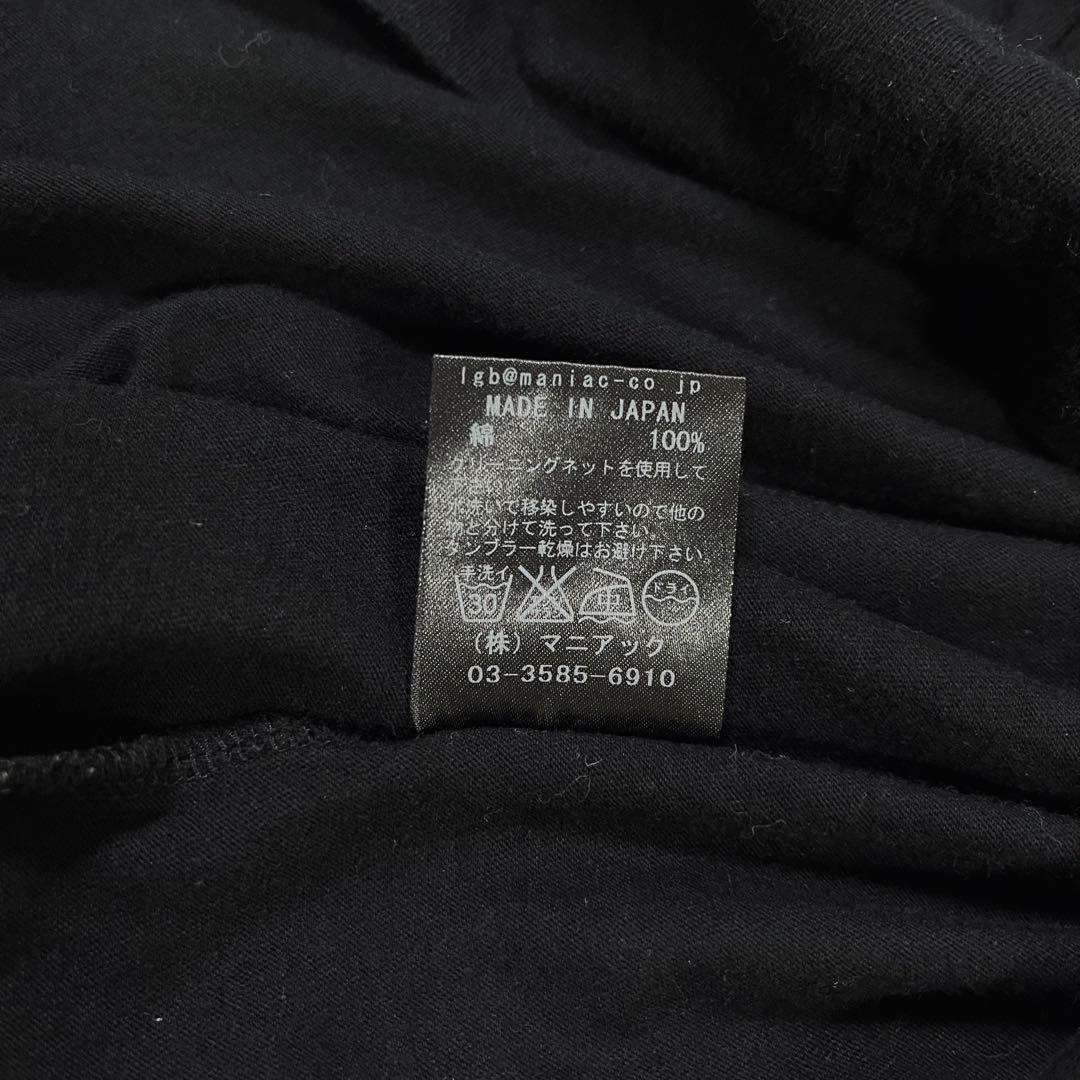 lgb@maniac-co.jp
MADE IN JAPAN
綿 100%
クリーニングネットを使用して
下さい。
水洗いで移染しやすいので他の
物と分けて洗って下さい。
タンブラー乾燥はお避け下さい。
手洗イ
30
中
ドライ
(株) マニアック
03-3585-6910